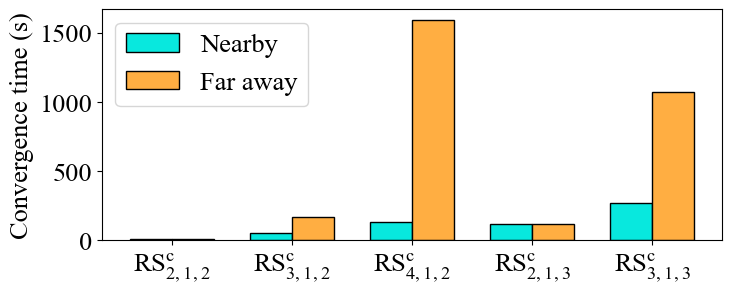 Convergence time (s)
1500
1000
500
0
Nearby
Far away
RS^c_{2,1,2} RS^c_{3,1,2} RS^c_{4,1,2} RS^c_{2,1,3} RS^c_{3,1,3}